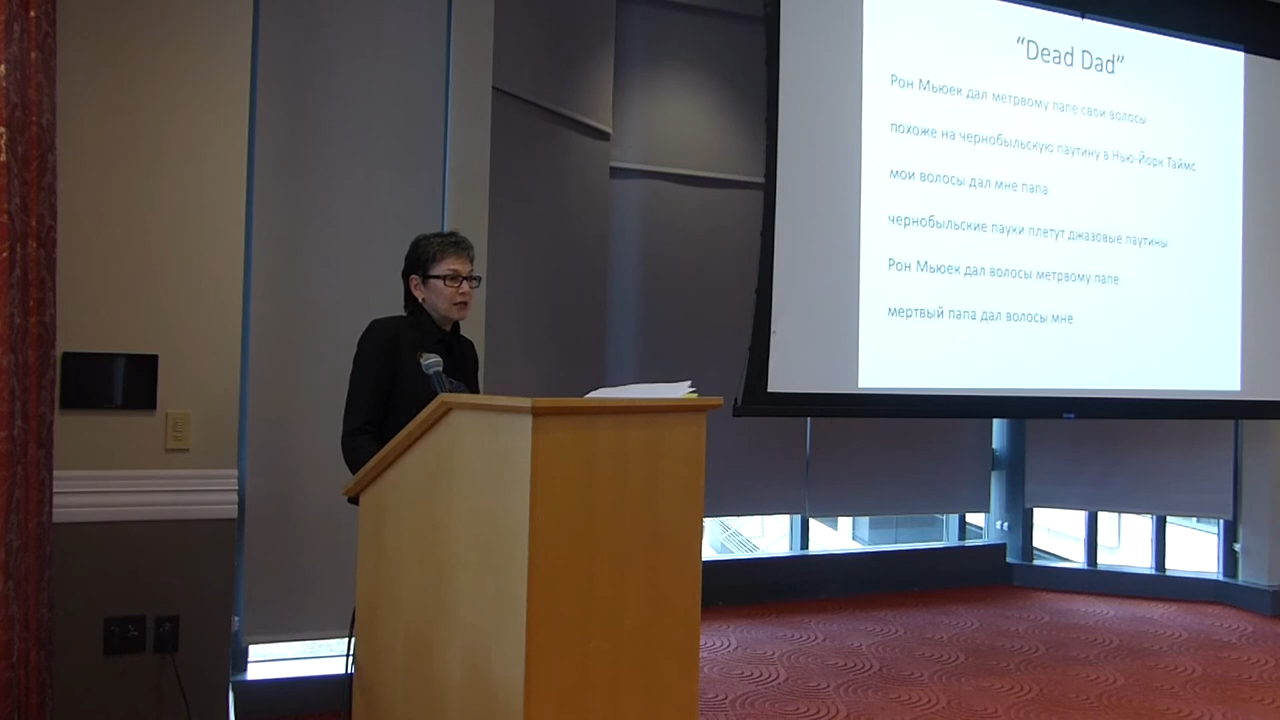 “Dead Dad”
Рон Мьюек дал метрвому папе свои волосы
похоже на чернобыльскую паутину в Нью-Йорк Таймс
мои волосы дал мне папа
чернобыльские пауки плетут джазовые паутины
Рон Мьюек дал волосы метрвому папе
мертвый папа дал волосы мне